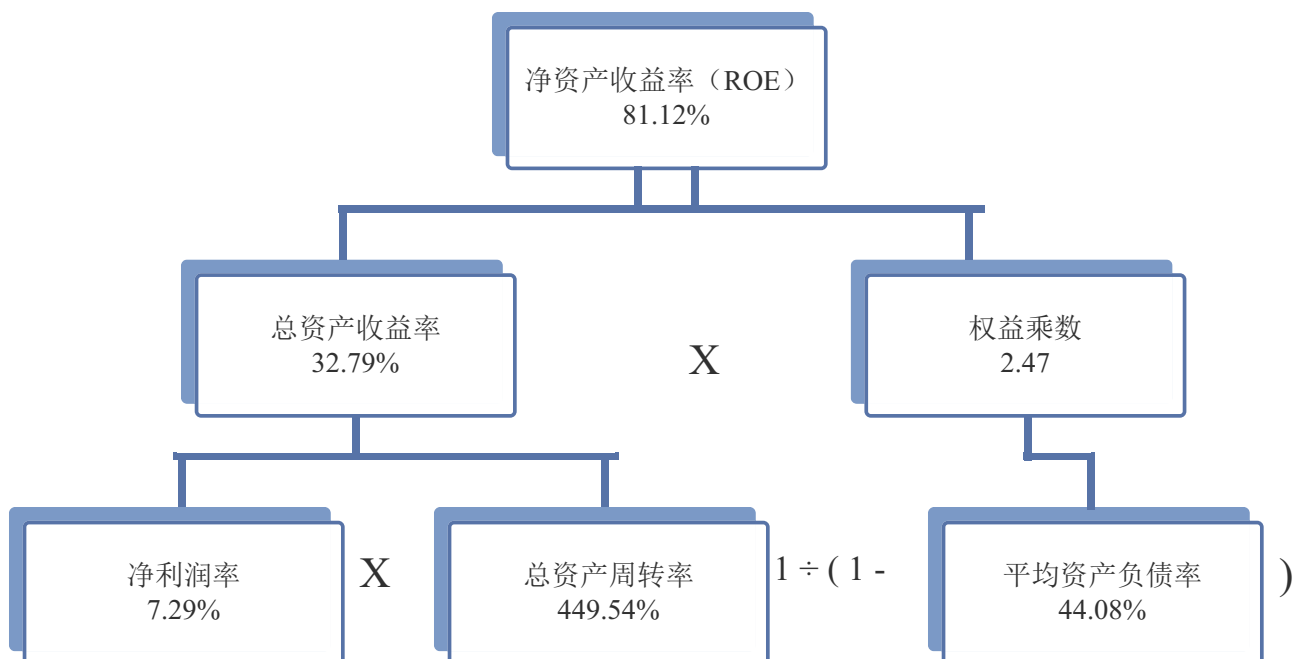 净资产收益率（ROE）
81.12%
总资产收益率
32.79%
X
权益乘数
2.47
净利润率
7.29%
X
总资产周转率
449.54%
1 ÷ ( 1 -
平均资产负债率
44.08%
)